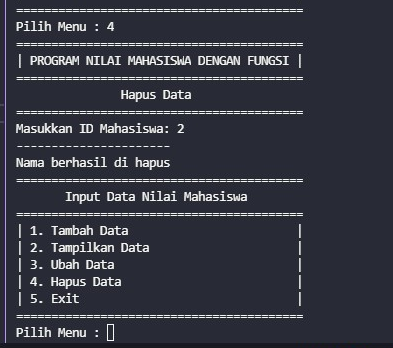 =========================================
Pilih Menu : 4
=========================================
| PROGRAM NILAI MAHASISWA DENGAN FUNGSI |
=========================================
Hapus Data
=========================================
Masukkan ID Mahasiswa: 2
----------------------
Nama berhasil di hapus
=========================================
Input Data Nilai Mahasiswa
=========================================
| 1. Tambah Data |
| 2. Tampilkan Data |
| 3. Ubah Data |
| 4. Hapus Data |
| 5. Exit |
=========================================
Pilih Menu :